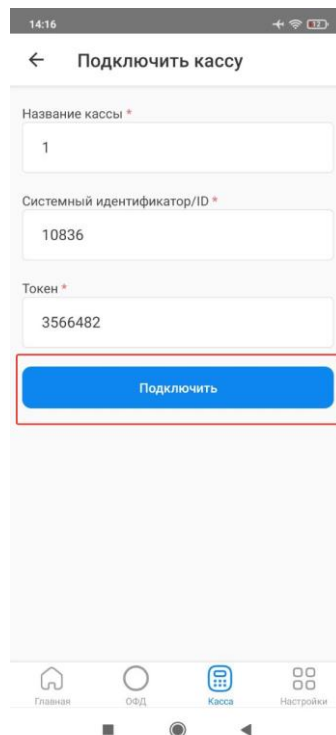 14:16
Подключить кассу
Название кассы *
1
Системный идентификатор/ID *
10836
Токен *
3566482
Подключить
Главная ОФД Касса Настройки